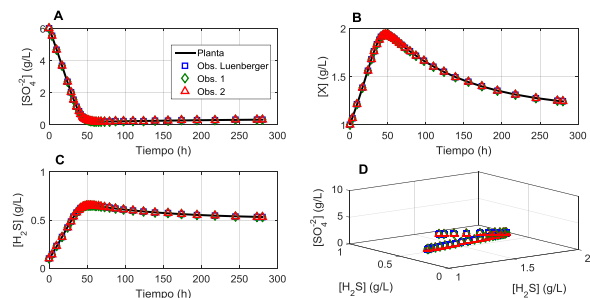 A
[SO₄⁻²] (g/L)
6
4
2
0
Planta
Obs. Luenberger
Obs. 1
Obs. 2
0 50 100 150 200 250 300
Tiempo (h)
B
[X] (g/L)
2
1.5
1
0 50 100 150 200 250 300
Tiempo (h)
C
[H₂S] (g/L)
1
0.5
0
0 50 100 150 200 250 300
Tiempo (h)
D
[SO₄⁻²] (g/L)
10
5
0
1
0.5
0
[H₂S] (g/L)
1
1.5
2
[H₂S] (g/L)